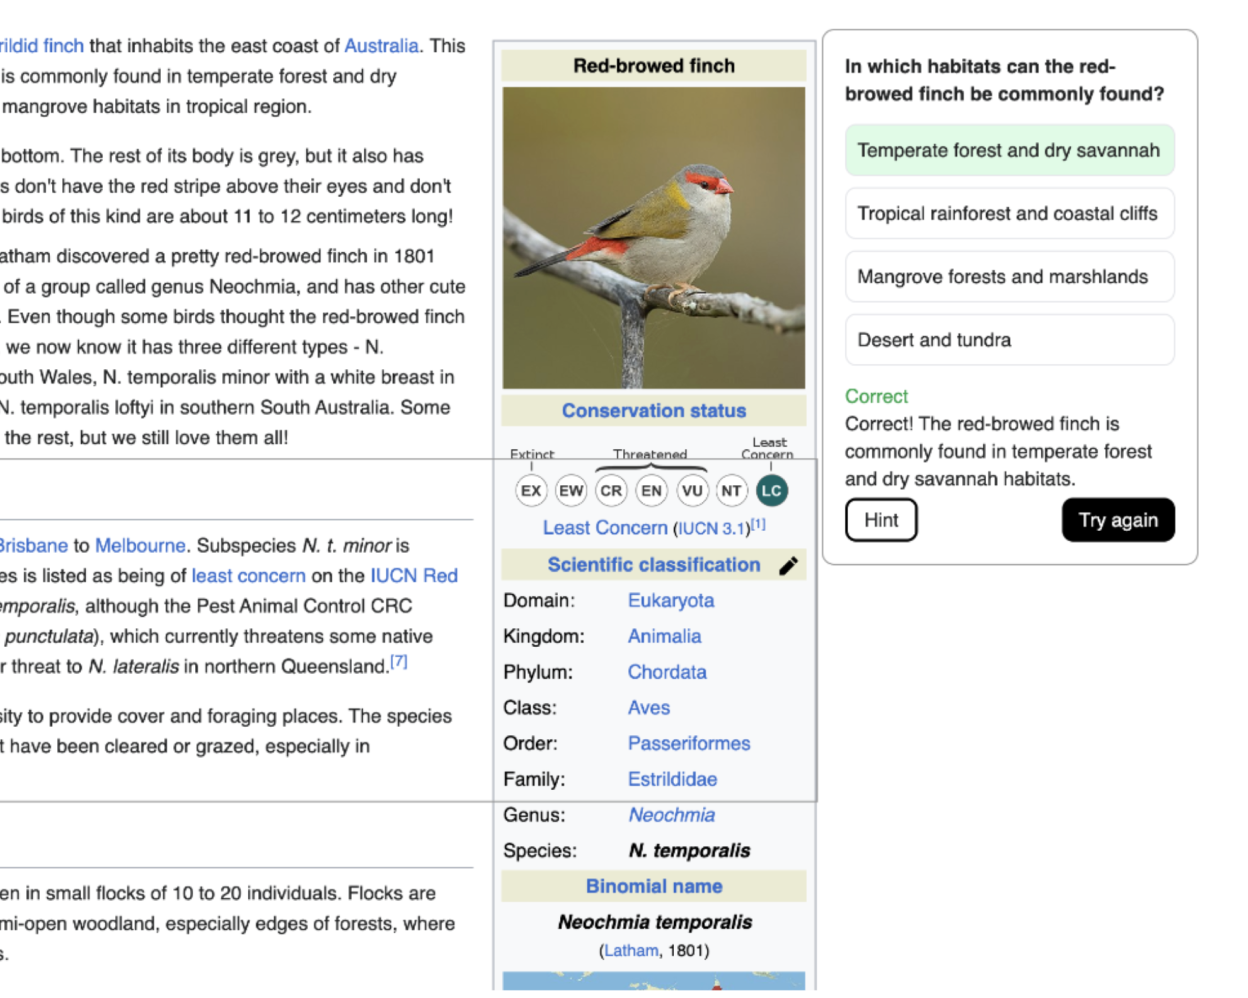 rildid finch that inhabits the east coast of Australia. This
is commonly found in temperate forest and dry
mangrove habitats in tropical region.
bottom. The rest of its body is grey, but it also has
s don't have the red stripe above their eyes and don't
birds of this kind are about 11 to 12 centimeters long!
atham discovered a pretty red-browed finch in 1801
of a group called genus Neochmia, and has other cute
. Even though some birds thought the red-browed finch
we now know it has three different types - N.
outh Wales, N. temporalis minor with a white breast in
N. temporalis loftyi in southern South Australia. Some
the rest, but we still love them all!
Brisbane to Melbourne. Subspecies N. t. minor is
es is listed as being of least concern on the IUCN Red
emporalis, although the Pest Animal Control CRC
punctulata), which currently threatens some native
r threat to N. lateralis in northern Queensland.[7]
sity to provide cover and foraging places. The species
t have been cleared or grazed, especially in
en in small flocks of 10 to 20 individuals. Flocks are
mi-open woodland, especially edges of forests, where
s.
Red-browed finch
Conservation status
Extinct Threatened Least Concern
EX EW CR EN VU NT LC
Least Concern (IUCN 3.1)[1]
Scientific classification
Domain: Eukaryota
Kingdom: Animalia
Phylum: Chordata
Class: Aves
Order: Passeriformes
Family: Estrildidae
Genus: Neochmia
Species: N. temporalis
Binomial name
Neochmia temporalis
(Latham, 1801)
In which habitats can the red-
browed finch be commonly found?
Temperate forest and dry savannah
Tropical rainforest and coastal cliffs
Mangrove forests and marshlands
Desert and tundra
Correct
Correct! The red-browed finch is
commonly found in temperate forest
and dry savannah habitats.
Hint
Try again